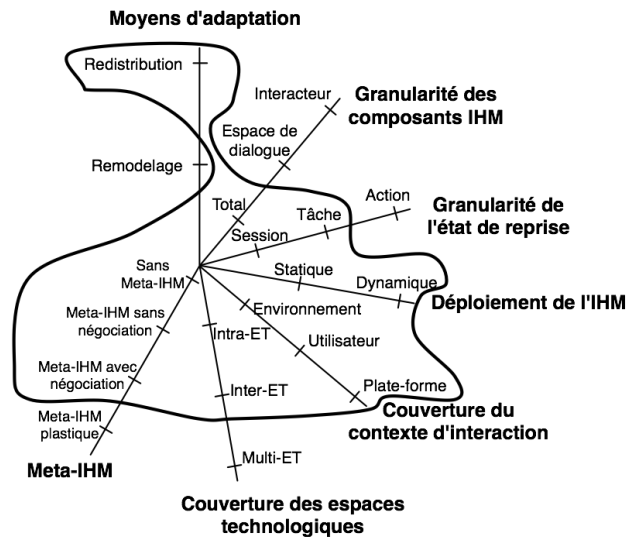 Moyens d'adaptation
Redistribution
Interacteur
Granularité des
composants IHM
Espace de
dialogue
Remodelage
Action
Total
Tâche
Granularité de
l'état de reprise
Session
Sans
Meta-IHM
Statique
Dynamique
Déploiement de l'IHM
Environnement
Meta-IHM sans
négociation
Intra-ET
Utilisateur
Meta-IHM avec
négociation
Inter-ET
Plate-forme
Meta-IHM
plastique
Couverture du
contexte d'interaction
Multi-ET
Meta-IHM
Couverture des espaces
technologiques